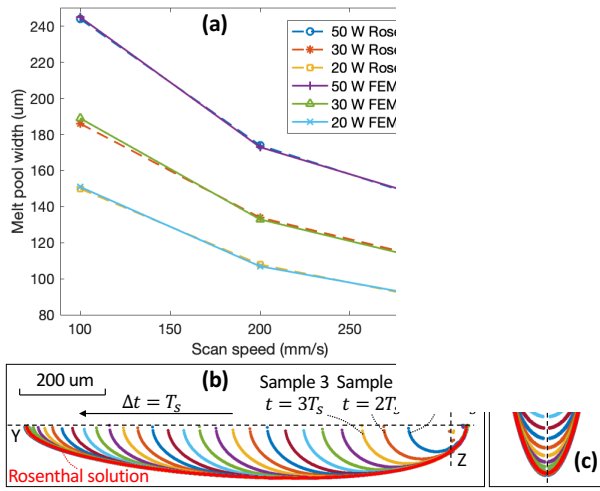 (a)
240
220
200
180
160
140
120
100
80
Melt pool width (um)
50 W Rose
30 W Rose
20 W Rose
50 W FEM
30 W FEM
20 W FEM
100
150
200
250
Scan speed (mm/s)
(b)
200 um
Δt = Tₛ
Sample 3 Sample
t = 3Tₛ t = 2T
Y
Z
Rosenthal solution
(c)